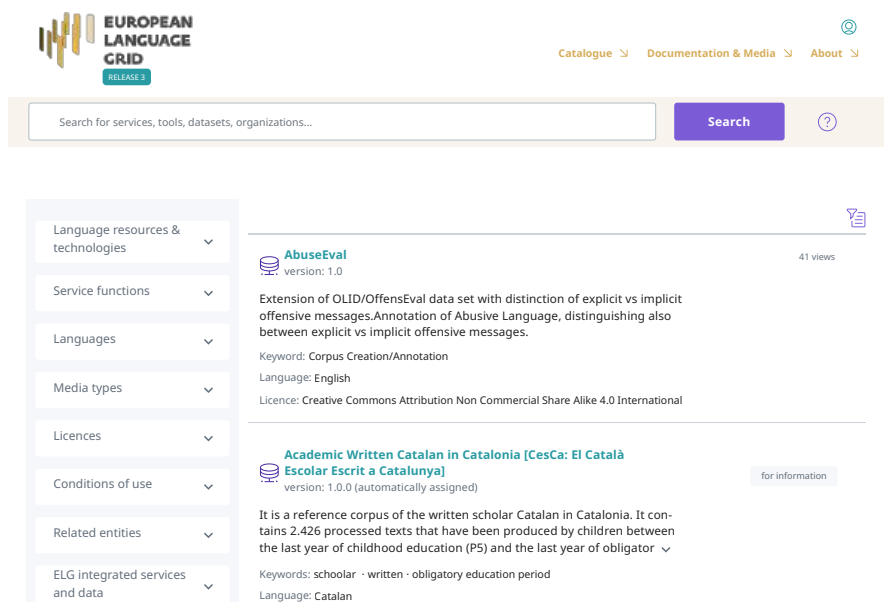 EUROPEAN
LANGUAGE
GRID
RELEASE 3
Catalogue
Documentation & Media
About
Search for services, tools, datasets, organizations...
Search
?
Language resources &
technologies
Service functions
Languages
Media types
Licences
Conditions of use
Related entities
ELG integrated services
and data
AbuseEval
41 views
version: 1.0
Extension of OLID/OffensEval data set with distinction of explicit vs implicit
offensive messages.Annotation of Abusive Language, distinguishing also
between explicit vs implicit offensive messages.
Keyword: Corpus Creation/Annotation
Language: English
Licence: Creative Commons Attribution Non Commercial Share Alike 4.0 International
Academic Written Catalan in Catalonia [CesCa: El Català
Escolar Escrit a Catalunya]
for information
version: 1.0.0 (automatically assigned)
It is a reference corpus of the written scholar Catalan in Catalonia. It con-
tains 2.426 processed texts that have been produced by children between
the last year of childhood education (P5) and the last year of obligator
Keywords: schoolar · written · obligatory education period
Language: Catalan